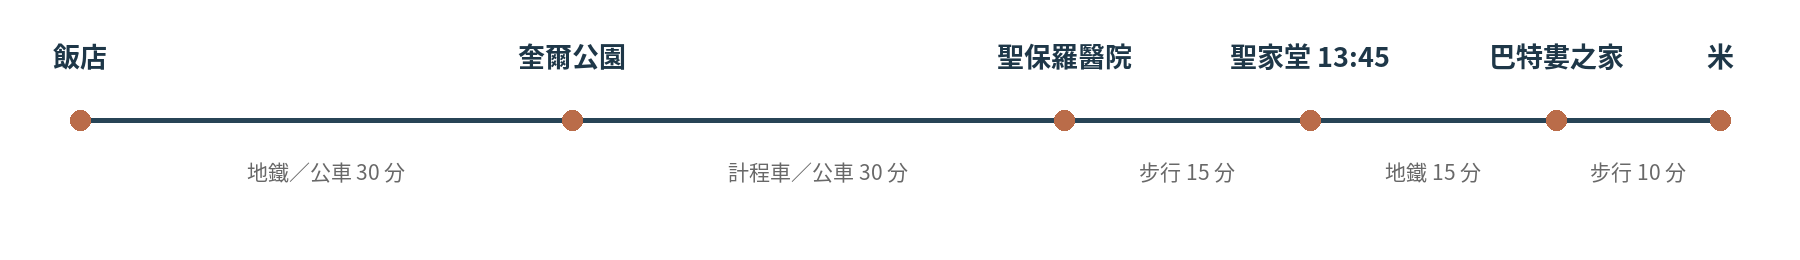 飯店 奎爾公園 聖保羅醫院 聖家堂 13:45 巴特婁之家 米
地鐵／公車 30 分 計程車／公車 30 分 步行 15 分 地鐵 15 分 步行 10 分